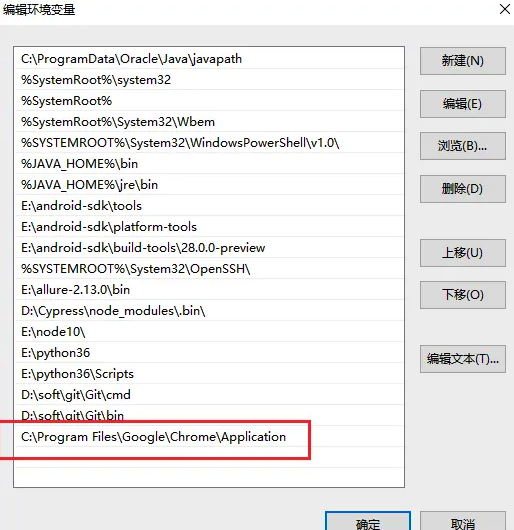 编辑环境变量
C:\ProgramData\Oracle\Java\javapath
%SystemRoot%\system32
%SystemRoot%
%SystemRoot%\System32\Wbem
%SYSTEMROOT%\System32\WindowsPowerShell\v1.0\
%JAVA_HOME%\bin
%JAVA_HOME%\jre\bin
E:\android-sdk\tools
E:\android-sdk\platform-tools
E:\android-sdk\build-tools\28.0.0-preview
%SYSTEMROOT%\System32\OpenSSH\
E:\allure-2.13.0\bin
D:\Cypress\node_modules\.bin\
E:\node10\
E:\python36
E:\python36\Scripts
D:\soft\git\Git\cmd
D:\soft\git\Git\bin
C:\Program Files\Google\Chrome\Application
新建(N)
编辑(E)
浏览(B)...
删除(D)
上移(U)
下移(O)
编辑文本(T)...
确定
取消